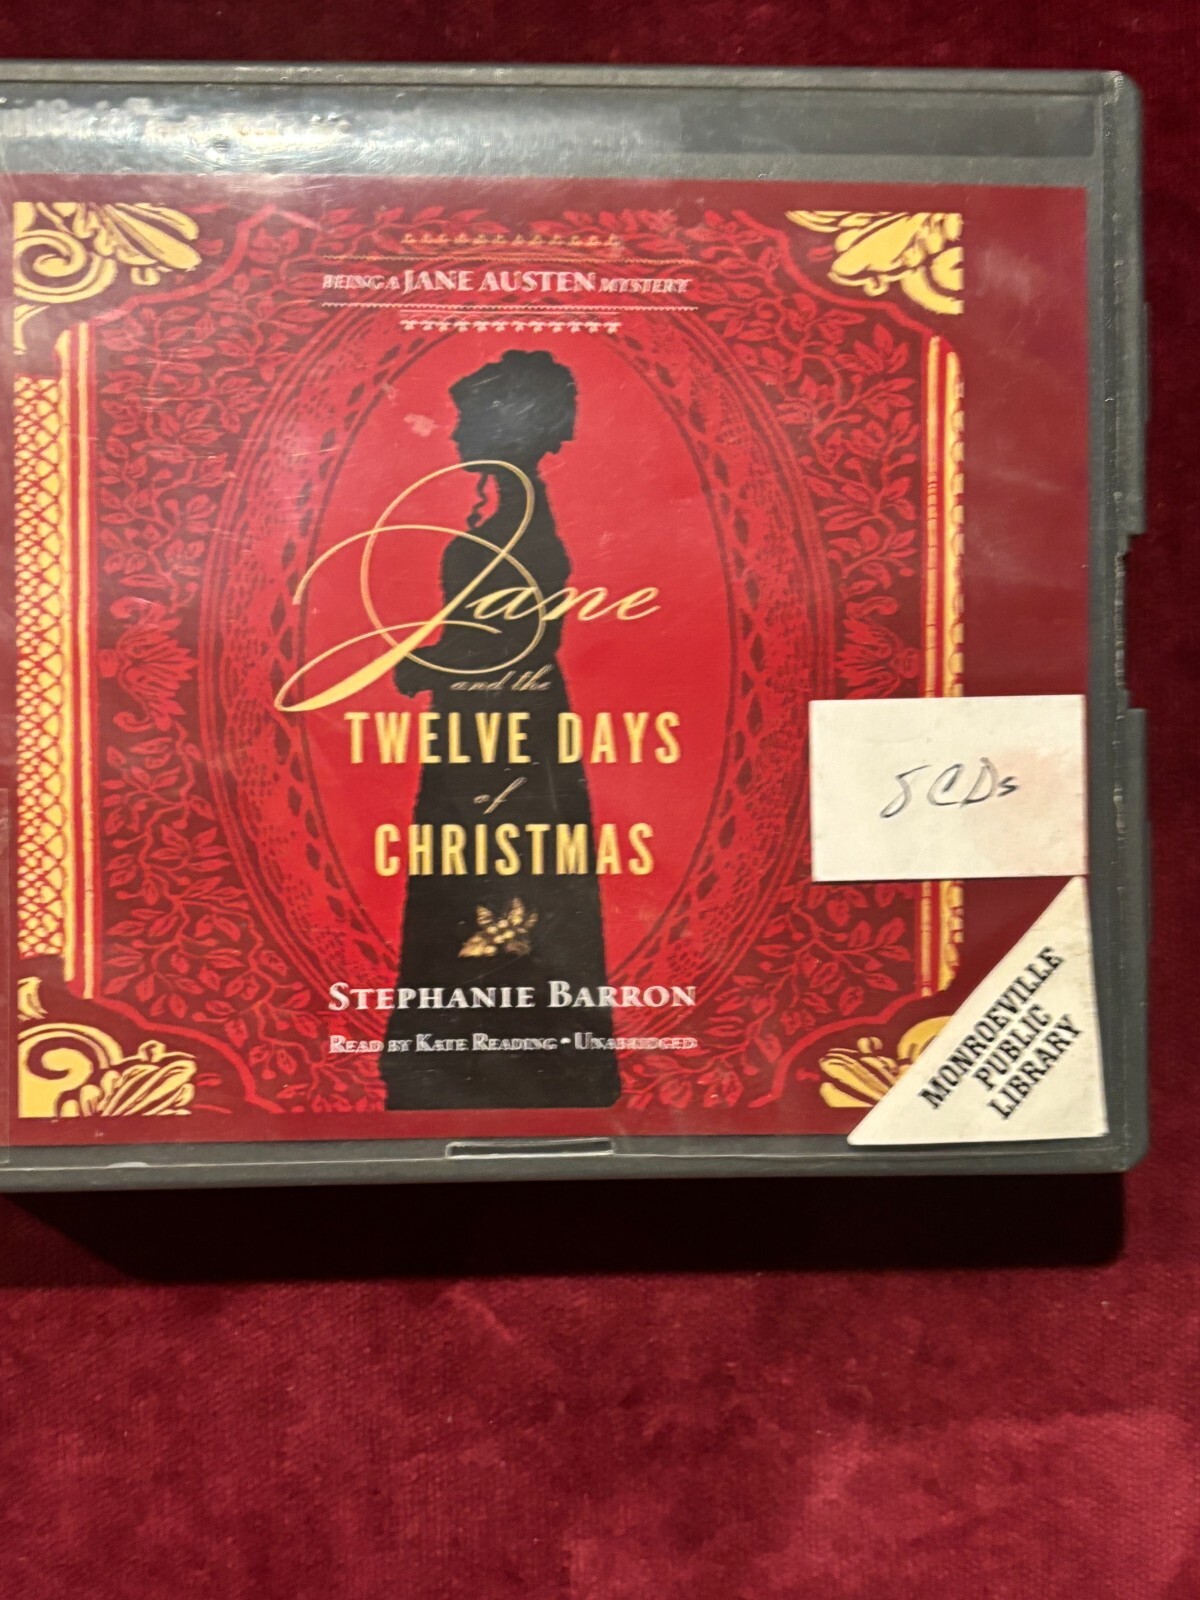 BEING A JANE AUSTEN MYSTERY
Jane
and the
TWELVE DAYS
of
CHRISTMAS
STEPHANIE BARRON
READ BY KATE READING • UNABRIDGED
8 CDs
MONROEVILLE
PUBLIC
LIBRARY